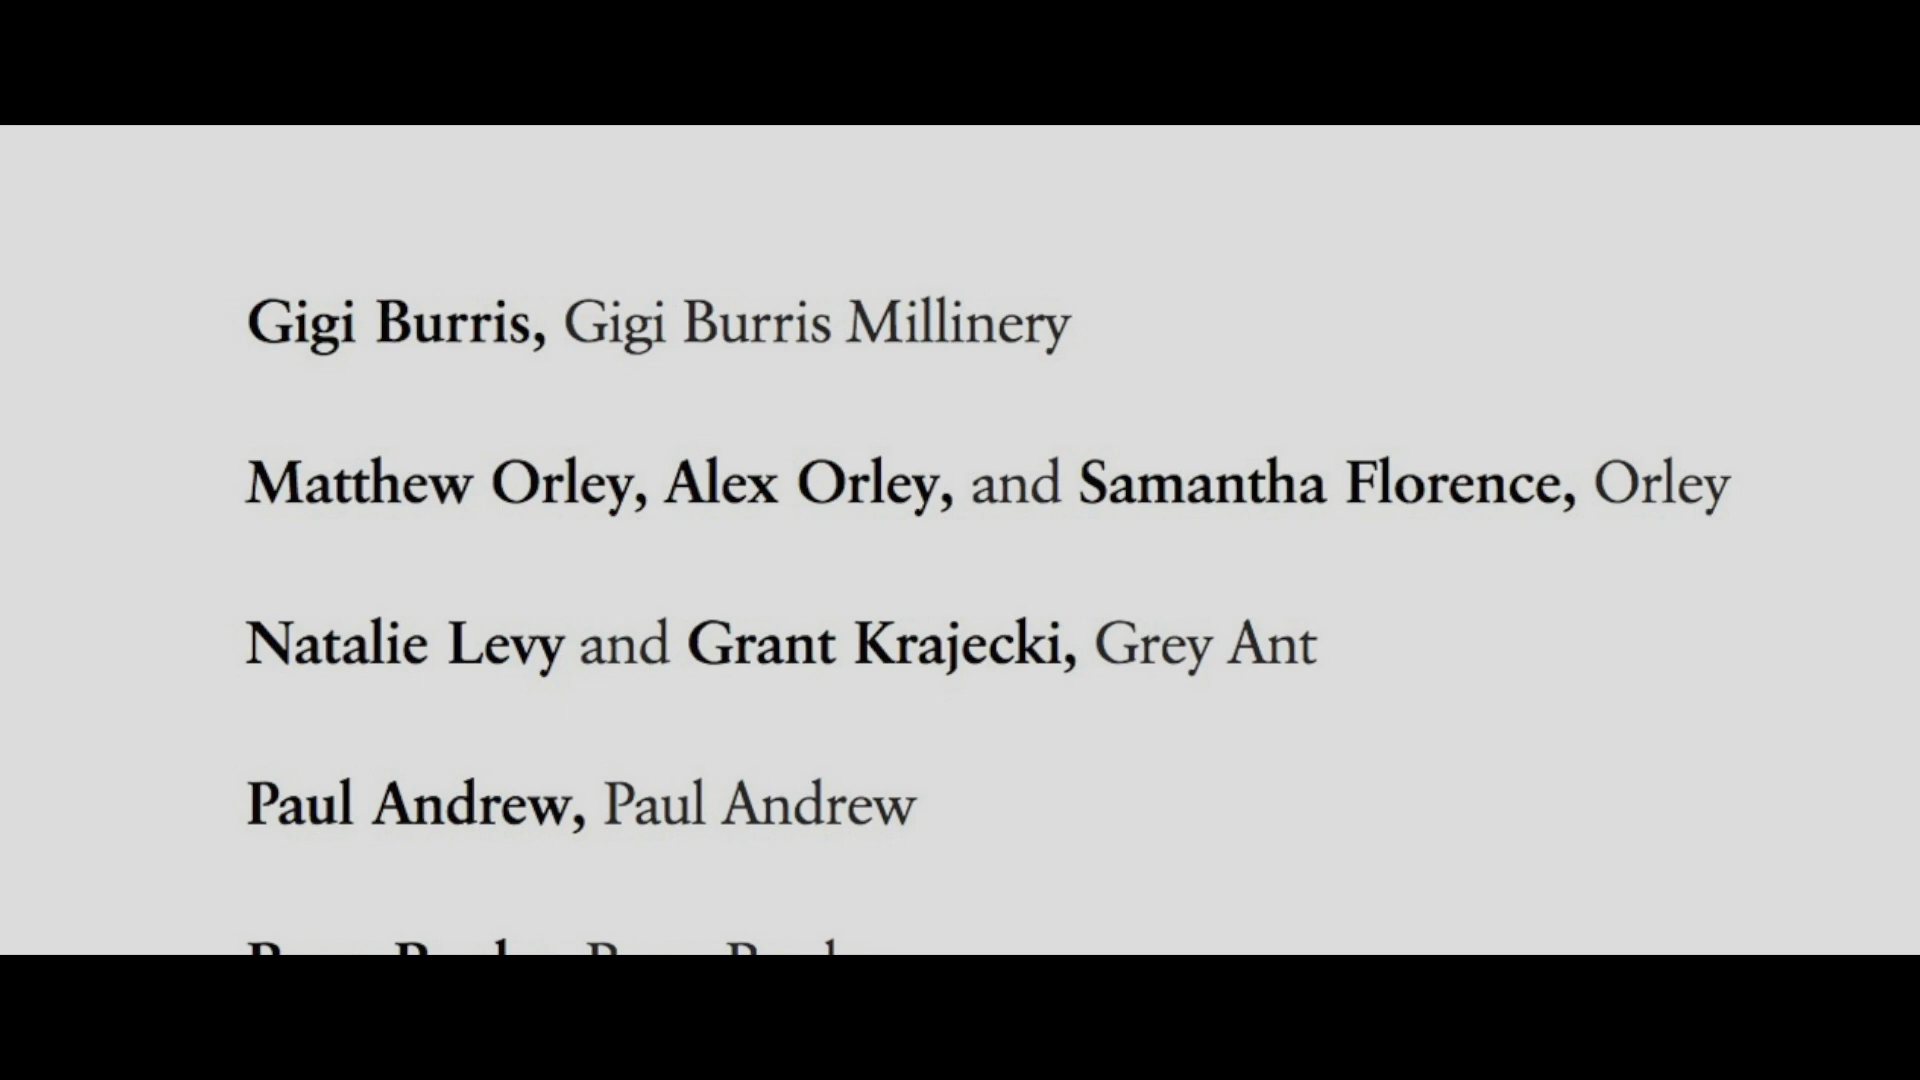 Gigi Burris, Gigi Burris Millinery
Matthew Orley, Alex Orley, and Samantha Florence, Orley
Natalie Levy and Grant Krajecki, Grey Ant
Paul Andrew, Paul Andrew